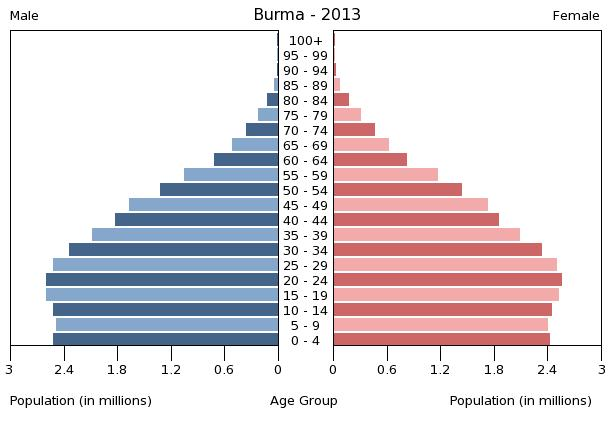 Male Burma - 2013 Female
100+
95 - 99
90 - 94
85 - 89
80 - 84
75 - 79
70 - 74
65 - 69
60 - 64
55 - 59
50 - 54
45 - 49
40 - 44
35 - 39
30 - 34
25 - 29
20 - 24
15 - 19
10 - 14
5 - 9
0 - 4
3 2.4 1.8 1.2 0.6 0 0 0.6 1.2 1.8 2.4 3
Population (in millions) Age Group Population (in millions)